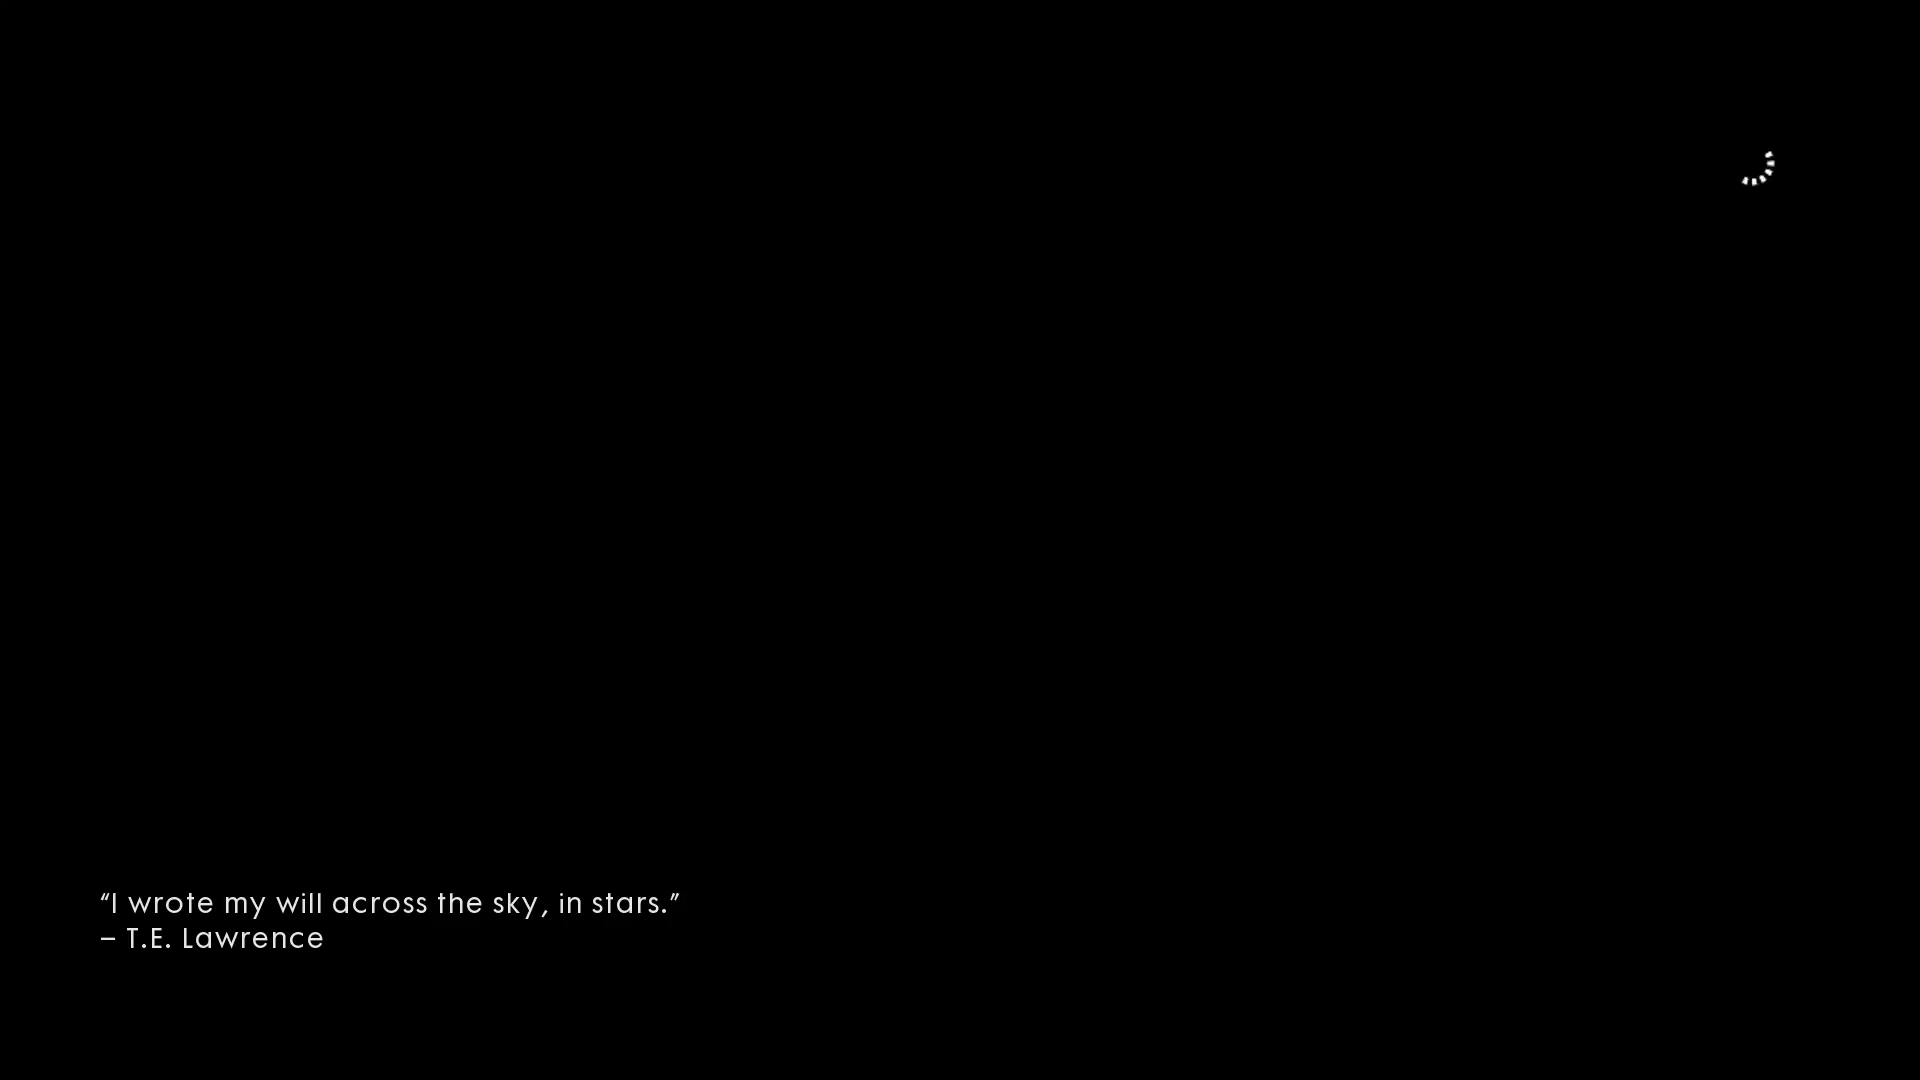 “I wrote my will across the sky, in stars.”
– T.E. Lawrence